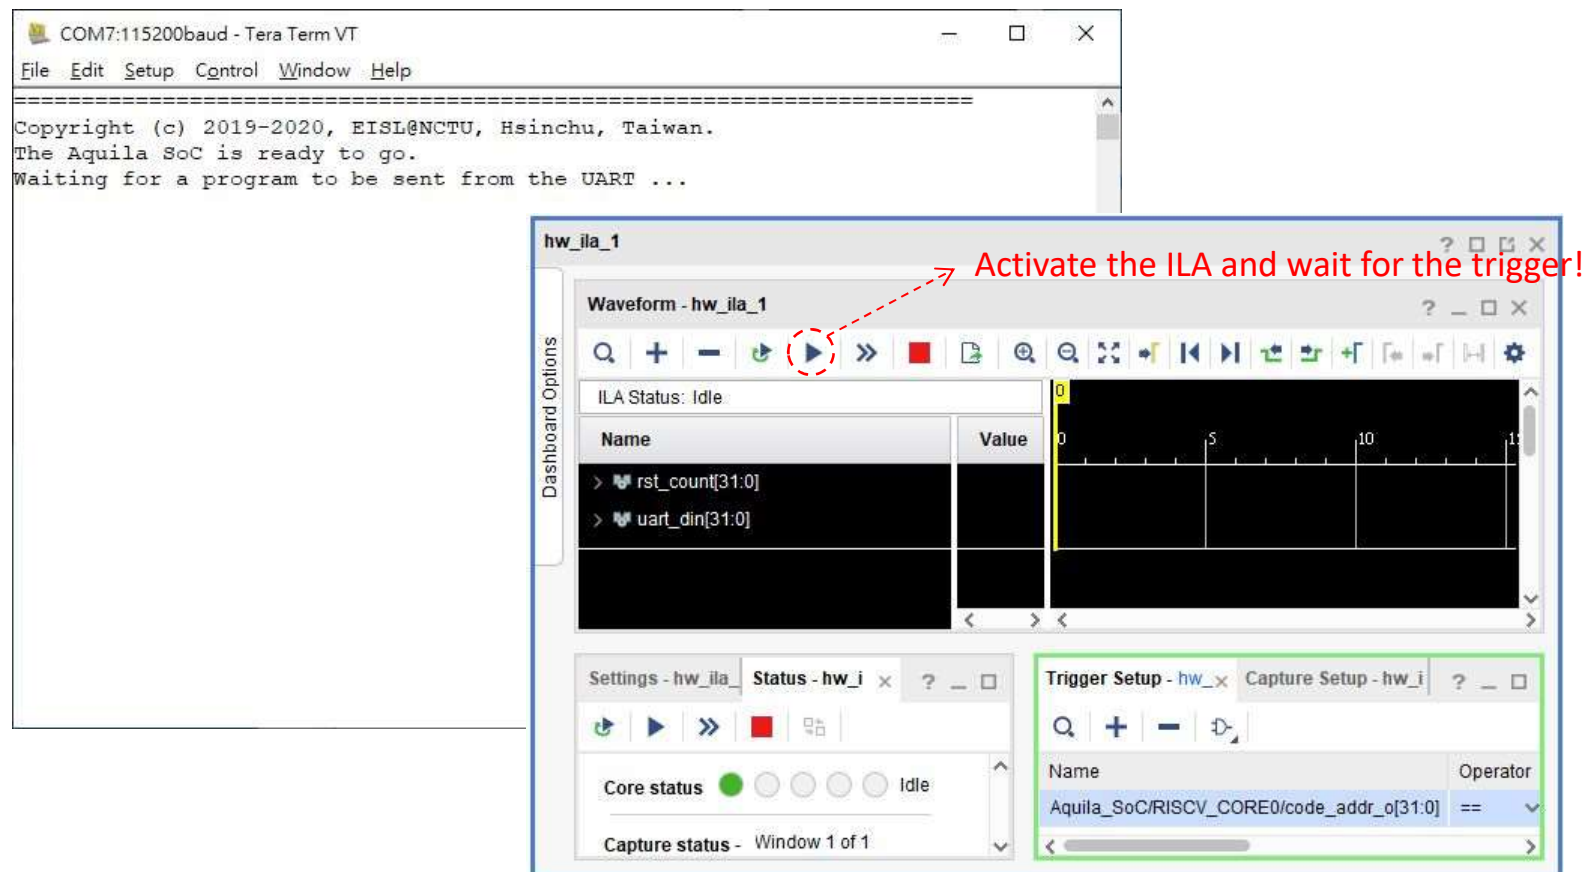 COM7:115200baud - Tera Term VT
File Edit Setup Control Window Help
=======================================================================
Copyright (c) 2019-2020, EISL@NCTU, Hsinchu, Taiwan.
The Aquila SoC is ready to go.
Waiting for a program to be sent from the UART ...
hw_ila_1
Activate the ILA and wait for the trigger!
Dashboard Options
Waveform - hw_ila_1
ILA Status: Idle
0
Name Value 0 5 10
rst_count[31:0]
uart_din[31:0]
Settings - hw_ila_ Status - hw_i
Trigger Setup - hw_ Capture Setup - hw_i
Core status Idle
Capture status - Window 1 of 1
Name Operator
Aquila_SoC/RISCV_CORE0/code_addr_o[31:0] ==